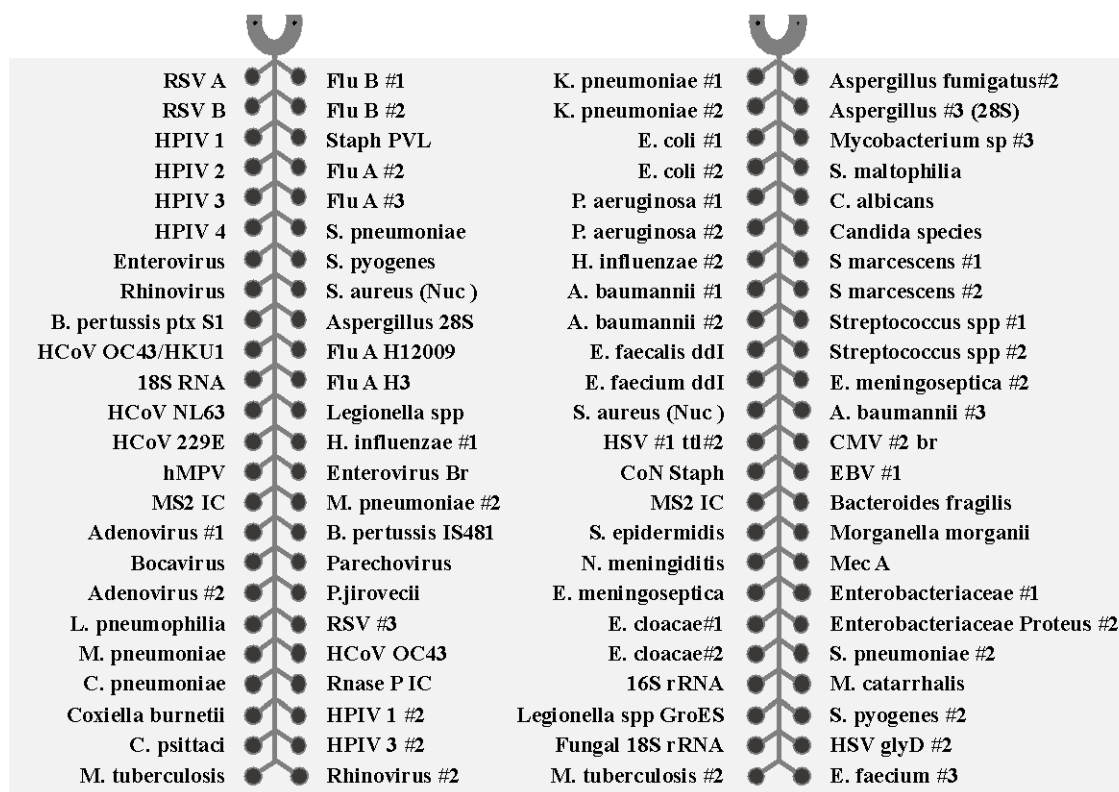 RSV A Flu B #1 K. pneumoniae #1 Aspergillus fumigatus#2
RSV B Flu B #2 K. pneumoniae #2 Aspergillus #3 (28S)
HPIV 1 Staph PVL E. coli #1 Mycobacterium sp #3
HPIV 2 Flu A #2 E. coli #2 S. maltophilia
HPIV 3 Flu A #3 P. aeruginosa #1 C. albicans
HPIV 4 S. pneumoniae P. aeruginosa #2 Candida species
Enterovirus S. pyogenes H. influenzae #2 S marcescens #1
Rhinovirus S. aureus (Nuc ) A. baumannii #1 S marcescens #2
B. pertussis ptx S1 Aspergillus 28S A. baumannii #2 Streptococcus spp #1
HCoV OC43/HKU1 Flu A H12009 E. faecalis ddI Streptococcus spp #2
18S RNA Flu A H3 E. faecium ddI E. meningoseptica #2
HCoV NL63 Legionella spp S. aureus (Nuc ) A. baumannii #3
HCoV 229E H. influenzae #1 HSV #1 ttl#2 CMV #2 br
hMPV Enterovirus Br CoN Staph EBV #1
MS2 IC M. pneumoniae #2 MS2 IC Bacteroides fragilis
Adenovirus #1 B. pertussis IS481 S. epidermidis Morganella morganii
Bocavirus Parechovirus N. meningiditis Mec A
Adenovirus #2 P.jirovecii E. meningoseptica Enterobacteriaceae #1
L. pneumophilia RSV #3 E. cloacae#1 Enterobacteriaceae Proteus #2
M. pneumoniae HCoV OC43 E. cloacae#2 S. pneumoniae #2
C. pneumoniae Rnase P IC 16S rRNA M. catarrhalis
Coxiella burnetii HPIV 1 #2 Legionella spp GroES S. pyogenes #2
C. psittaci HPIV 3 #2 Fungal 18S rRNA HSV glyD #2
M. tuberculosis Rhinovirus #2 M. tuberculosis #2 E. faecium #3